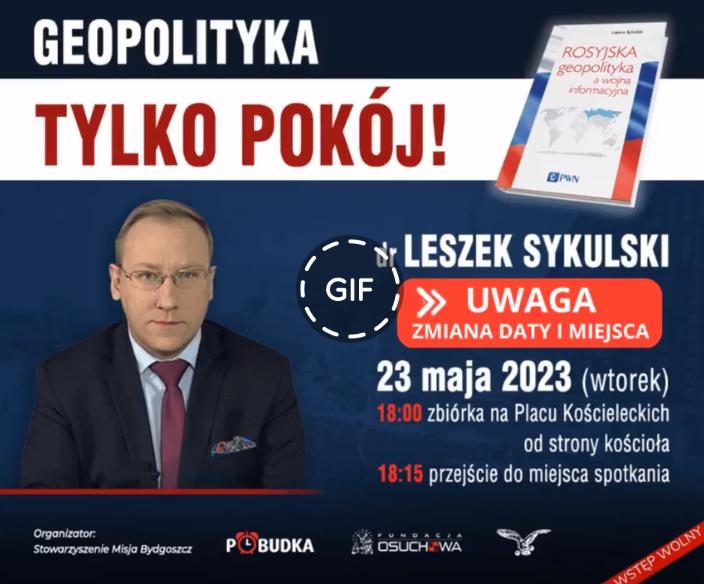 GEOPOLITYKA
TYLKO POKÓJ!
Leszek Sykulski
ROSYJSKA
geopolityka
a wojna
informacyjna
PWN
dr LESZEK SYKULSKI
GIF
UWAGA
ZMIANA DATY I MIEJSCA
23 maja 2023 (wtorek)
18:00 zbiórka na Placu Kościeleckich
od strony kościoła
18:15 przejście do miejsca spotkania
Organizator:
Stowarzyszenie Misja Bydgoszcz
POBUDKA
FUNDACJA
OSUCHOWA
WSTĘP WOLNY